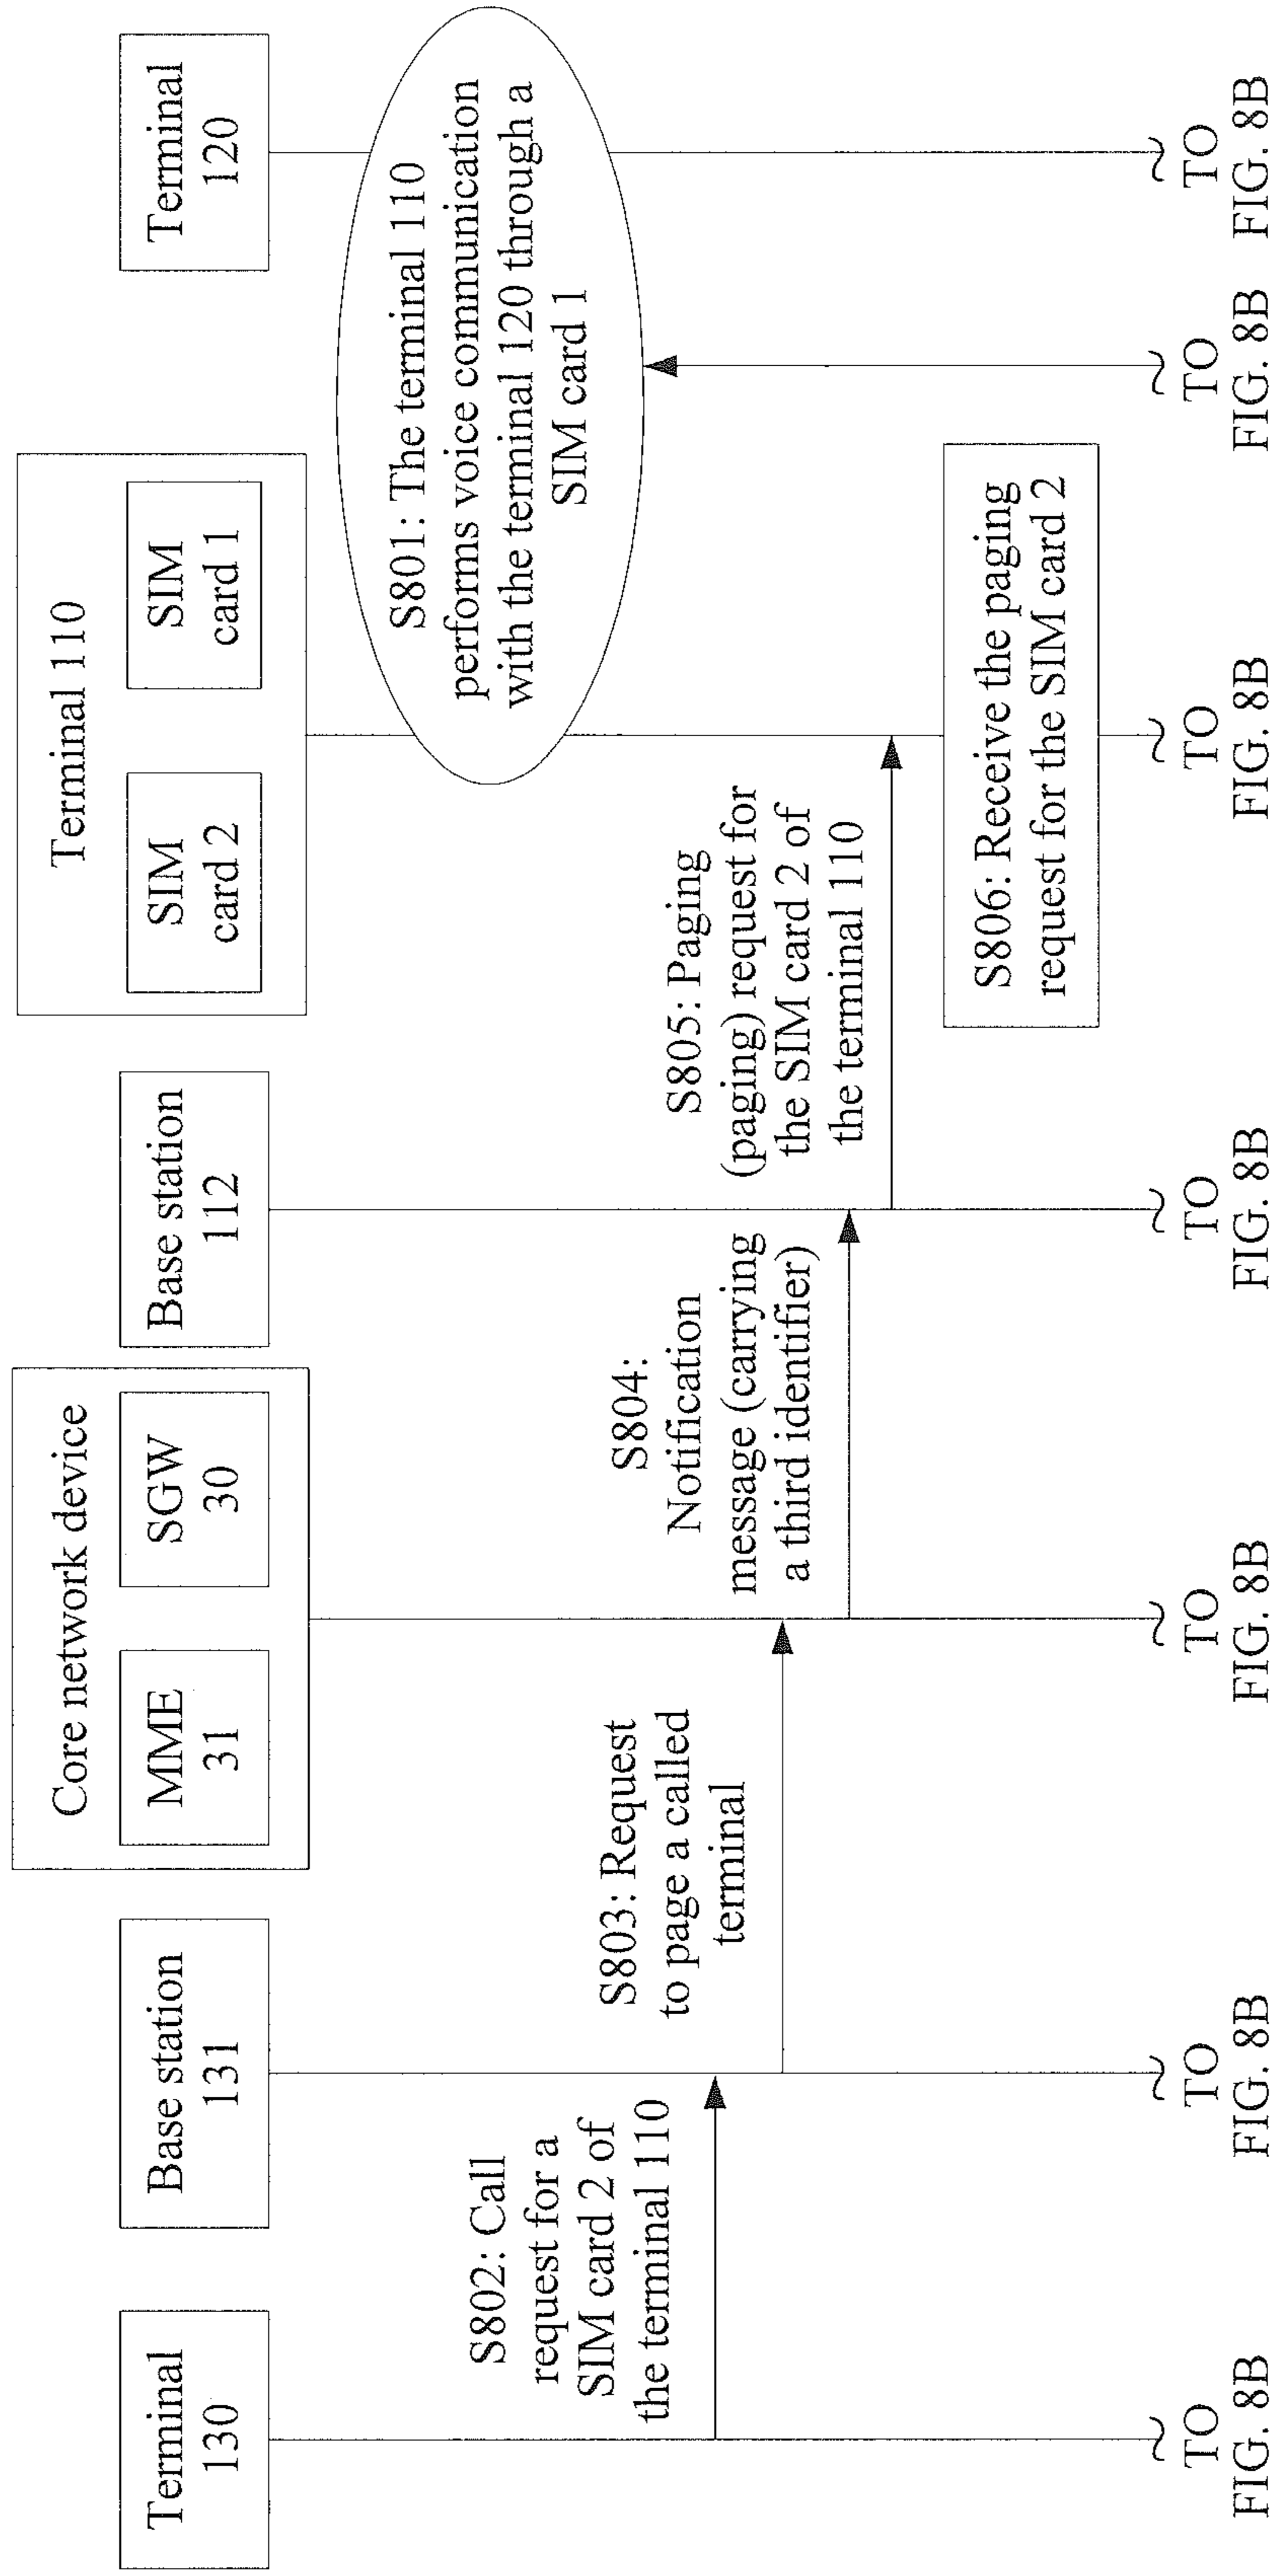 Terminal
130
Base station
131
Core network device
MME
31
SGW
30
Base station
112
Terminal 110
SIM
card 2
SIM
card 1
Terminal
120
S801: The terminal 110
performs voice communication
with the terminal 120 through a
SIM card 1
S802: Call
request for a
SIM card 2 of
the terminal 110
S803: Request
to page a called
terminal
S804:
Notification
message (carrying
a third identifier)
S805: Paging
(paging) request for
the SIM card 2 of
the terminal 110
S806: Receive the paging
request for the SIM card 2
TO
FIG. 8B
TO
FIG. 8B
TO
FIG. 8B
TO
FIG. 8B
TO
FIG. 8B
TO
FIG. 8B
TO
FIG. 8B